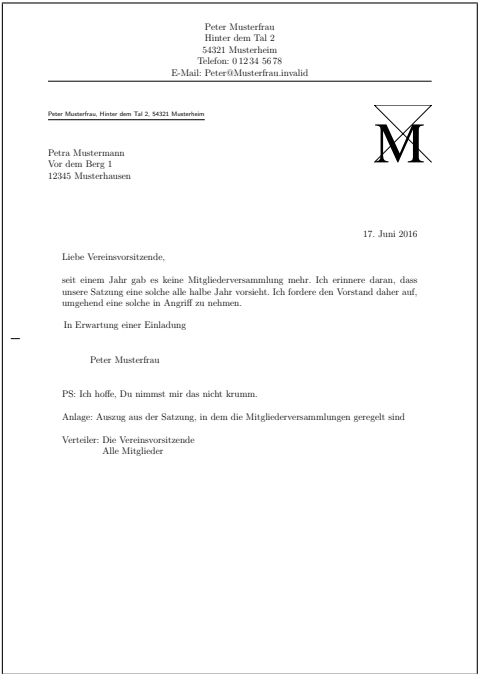 Peter Musterfrau
Hinter dem Tal 2
54321 Musterheim
Telefon: 0 12 34 56 78
E-Mail: Peter@Musterfrau.invalid
Peter Musterfrau, Hinter dem Tal 2, 54321 Musterheim
M
Petra Mustermann
Vor dem Berg 1
12345 Musterhausen
17. Juni 2016
Liebe Vereinsvorsitzende,
seit einem Jahr gab es keine Mitgliederversammlung mehr. Ich erinnere daran, dass
unsere Satzung eine solche alle halbe Jahr vorsieht. Ich fordere den Vorstand daher auf,
umgehend eine solche in Angriff zu nehmen.
In Erwartung einer Einladung
Peter Musterfrau
PS: Ich hoffe, Du nimmst mir das nicht krumm.
Anlage: Auszug aus der Satzung, in dem die Mitgliederversammlungen geregelt sind
Verteiler: Die Vereinsvorsitzende
Alle Mitglieder